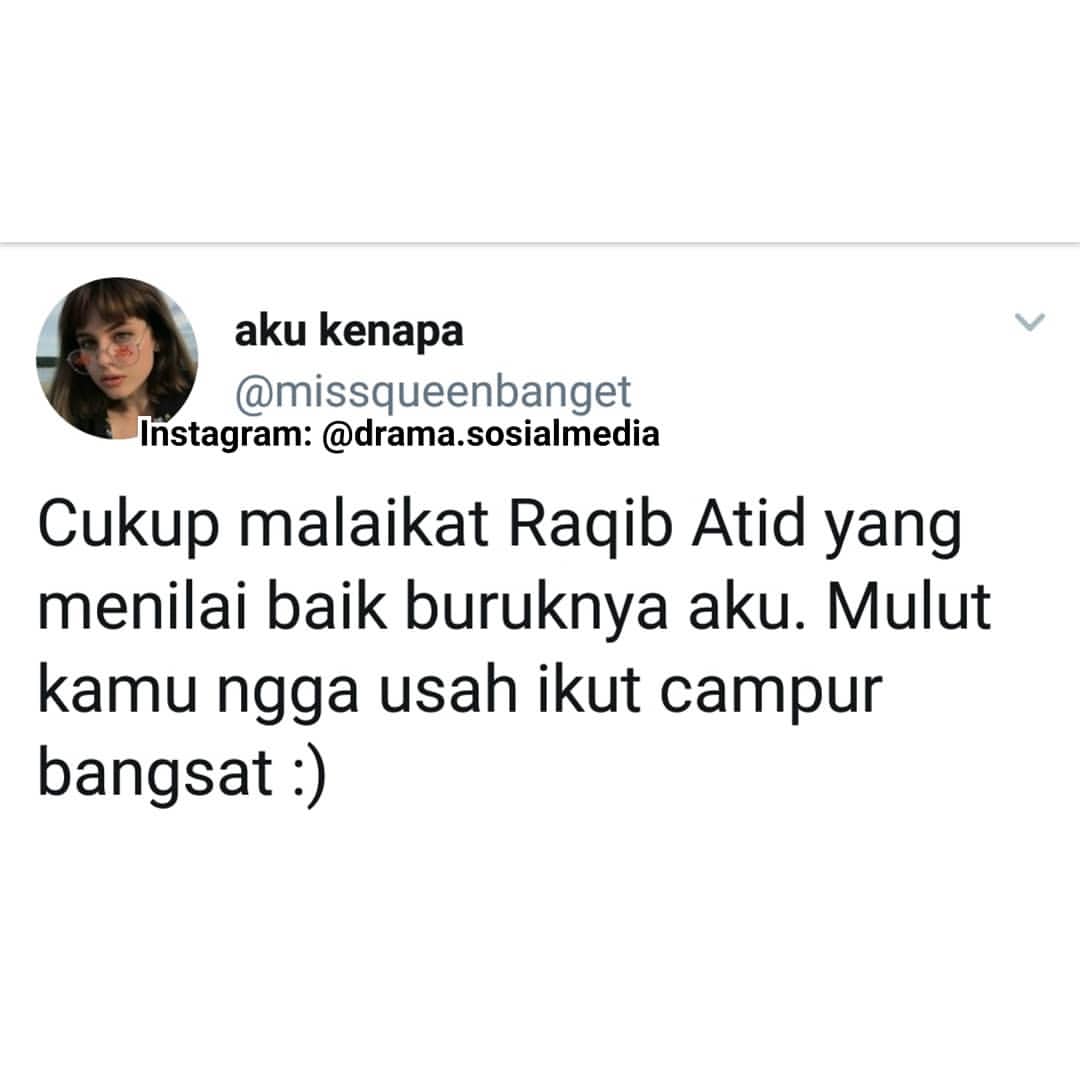 aku kenapa
@missqueenbanget
Instagram: @drama.sosialmedia
Cukup malaikat Raqib Atid yang
menilai baik buruknya aku. Mulut
kamu ngga usah ikut campur
bangsat :)